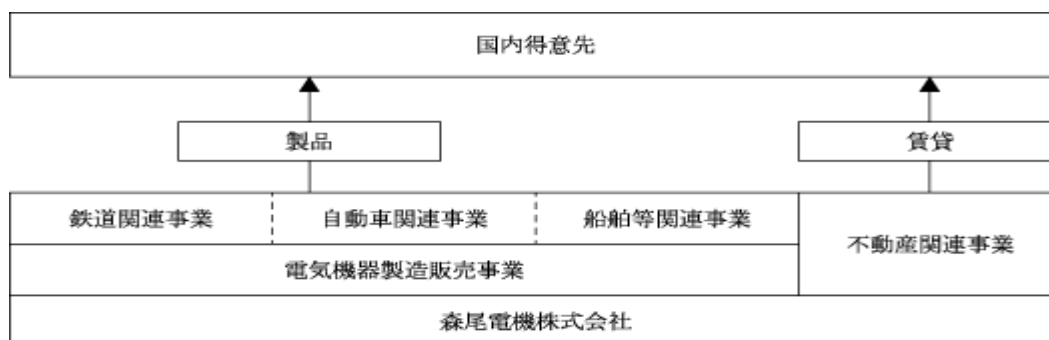 国内得意先
製品
賃貸
鉄道関連事業
自動車関連事業
船舶等関連事業
不動産関連事業
電気機器製造販売事業
森尾電機株式会社